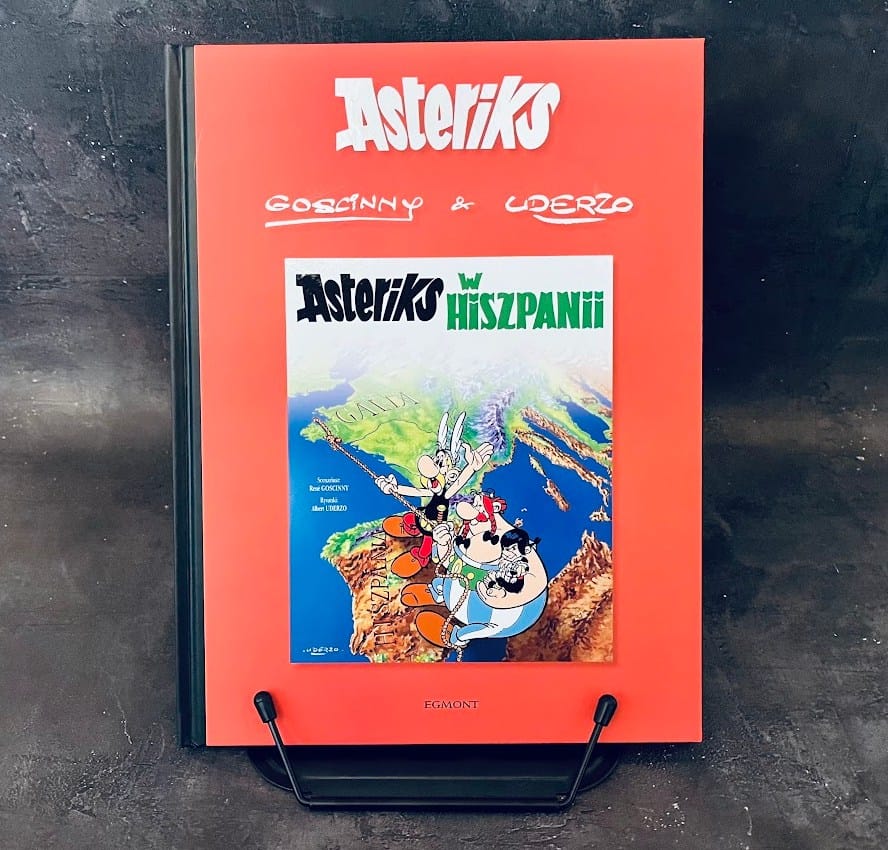 Asteriks
GOSCINNY & UDERZO
Asteriks w HiSZPANii
GALIA
Scenariusz:
René GOSCINNY
Rysunki:
Albert UDERZO
HISZPANIA
·UDERZO·
EGMONT